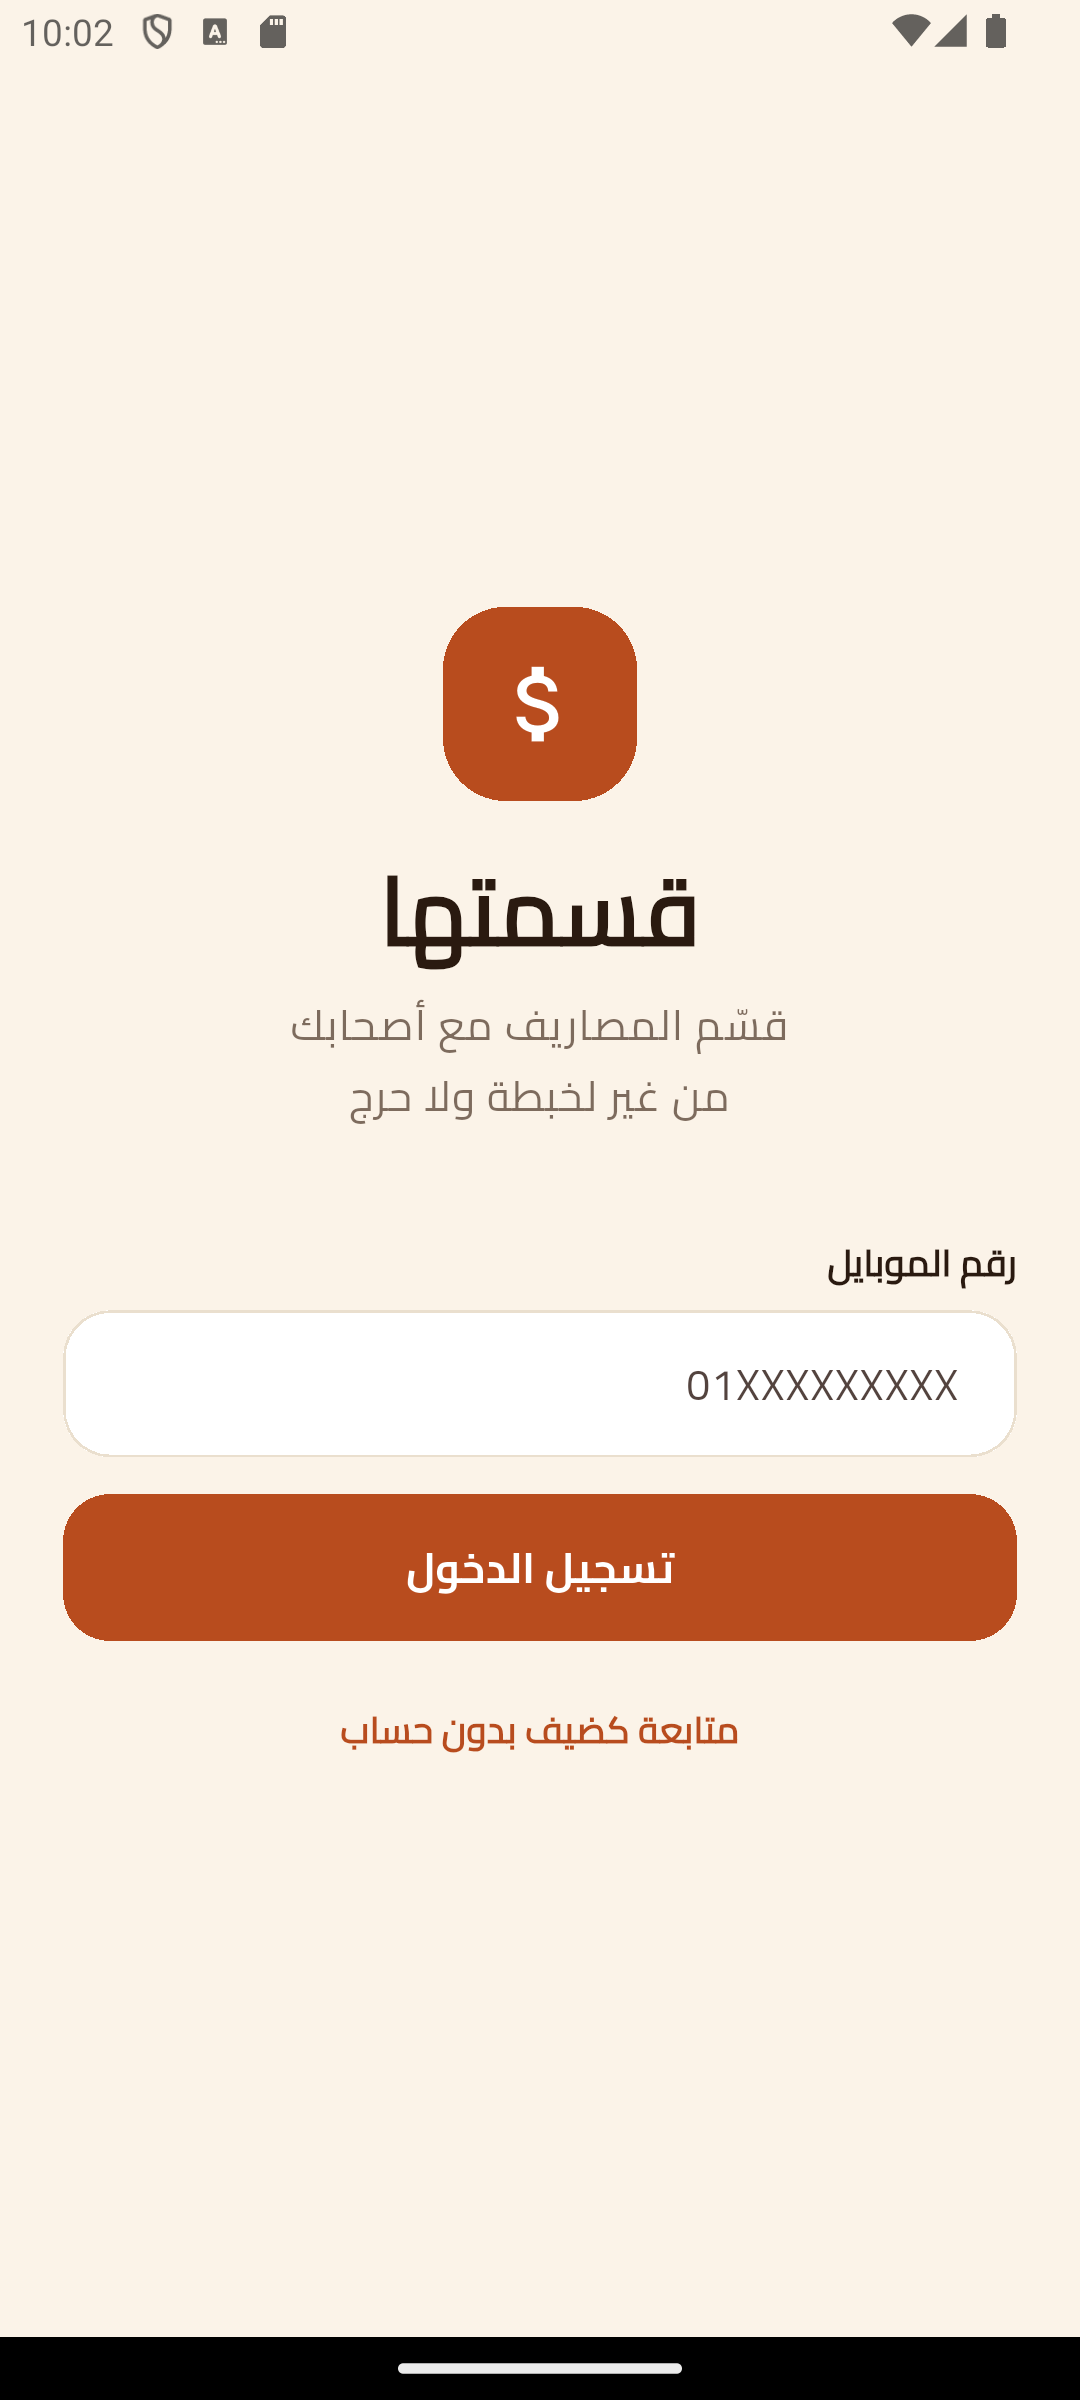 10:02
$
قسمتها
قسّم المصاريف مع أصحابك
من غير لخبطة ولا حرج
رقم الموبايل
01XXXXXXXXX
تسجيل الدخول
متابعة كضيف بدون حساب